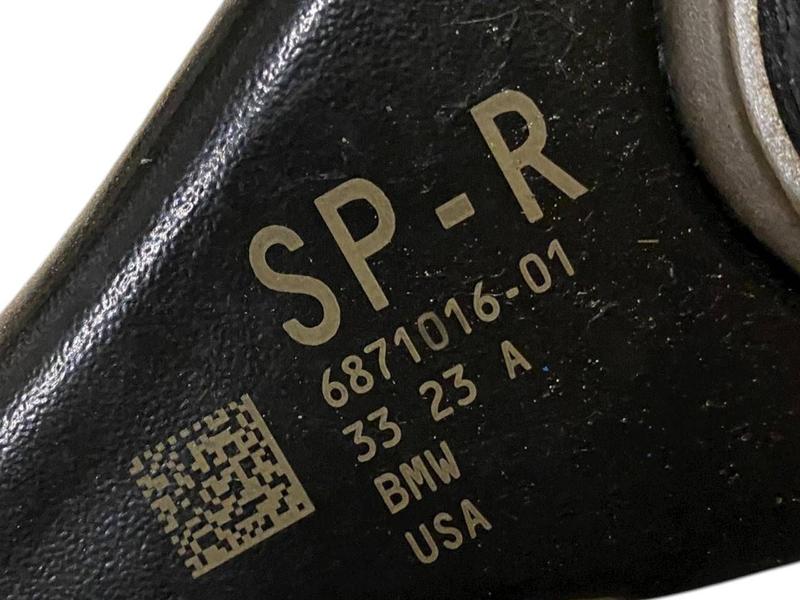 SP-R
6871016-01
33 23 A
BMW
USA